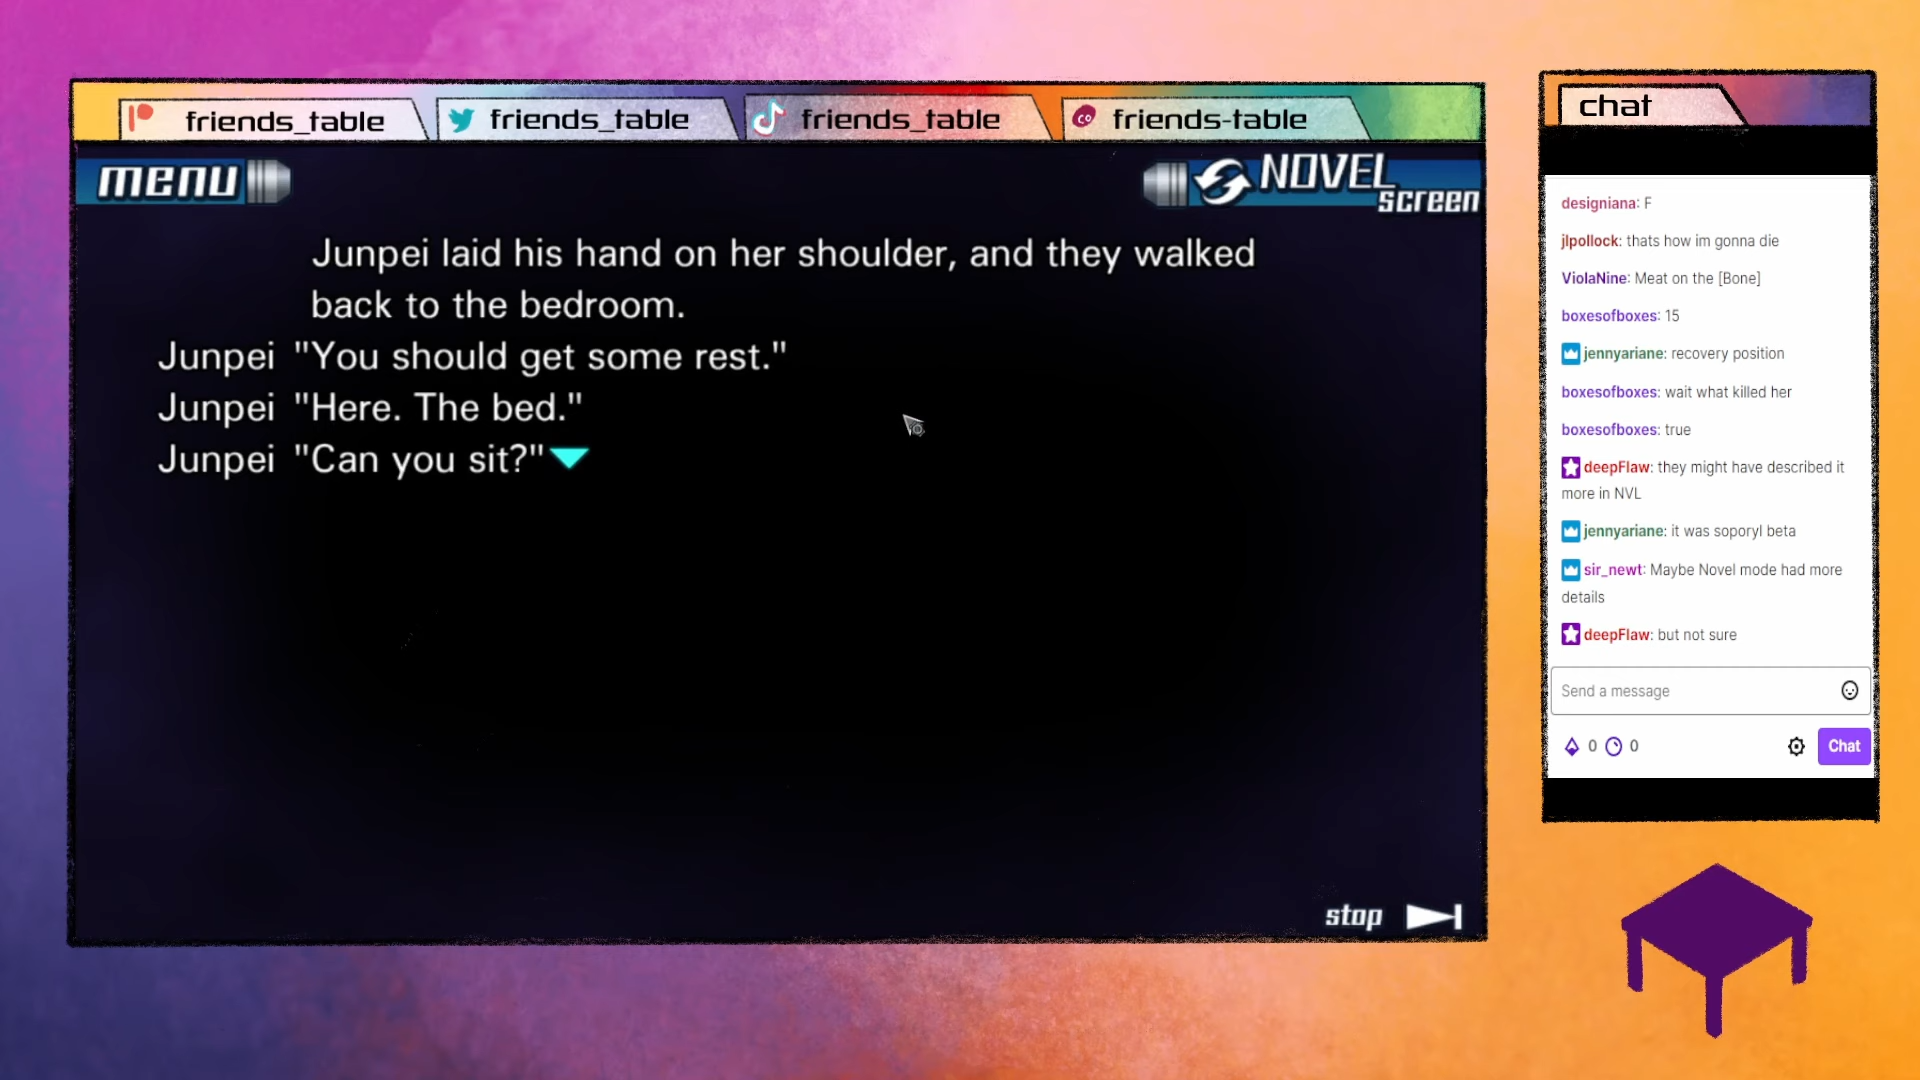 friends_table
friends_table
friends_table
friends-table
menu
NOVEL
screen
Junpei laid his hand on her shoulder, and they walked
back to the bedroom.
Junpei "You should get some rest."
Junpei "Here. The bed."
Junpei "Can you sit?"
stop
chat
designiana: F
jlpollock: thats how im gonna die
ViolaNine: Meat on the [Bone]
boxesofboxes: 15
jennyariane: recovery position
boxesofboxes: wait what killed her
boxesofboxes: true
deepFlaw: they might have described it
more in NVL
jennyariane: it was soporyl beta
sir_newt: Maybe Novel mode had more
details
deepFlaw: but not sure
Send a message
0 0
Chat